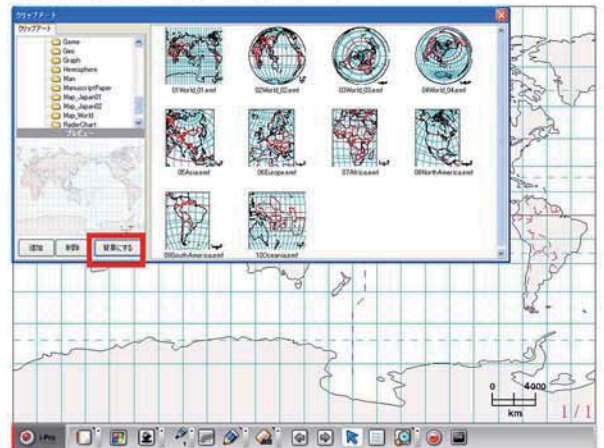 クリップアート
クリップアート
Game
Geo
Graph
Hemisphere
Man
ManuscriptPaper
Map_Japan01
Map_Japan02
Map_World
RaderChart
プレビュー
追加
削除
背景にする
01World_01.emf
02World_02.emf
03World_03.emf
04World_04.emf
05Asia.emf
06Europe.emf
07Africa.emf
08NorthAmerica.emf
09SouthAmerica.emf
10Oceania.emf
0 4000
km
1/1
i-Pro